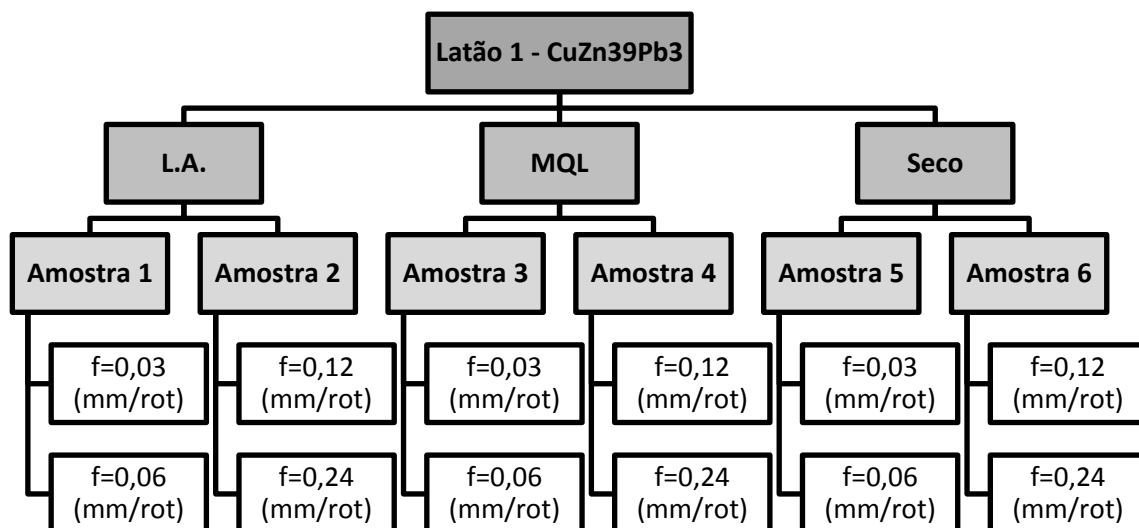 Latão 1 - CuZn39Pb3
L.A.
MQL
Seco
Amostra 1
Amostra 2
Amostra 3
Amostra 4
Amostra 5
Amostra 6
f=0,03
(mm/rot)
f=0,12
(mm/rot)
f=0,03
(mm/rot)
f=0,12
(mm/rot)
f=0,03
(mm/rot)
f=0,12
(mm/rot)
f=0,06
(mm/rot)
f=0,24
(mm/rot)
f=0,06
(mm/rot)
f=0,24
(mm/rot)
f=0,06
(mm/rot)
f=0,24
(mm/rot)